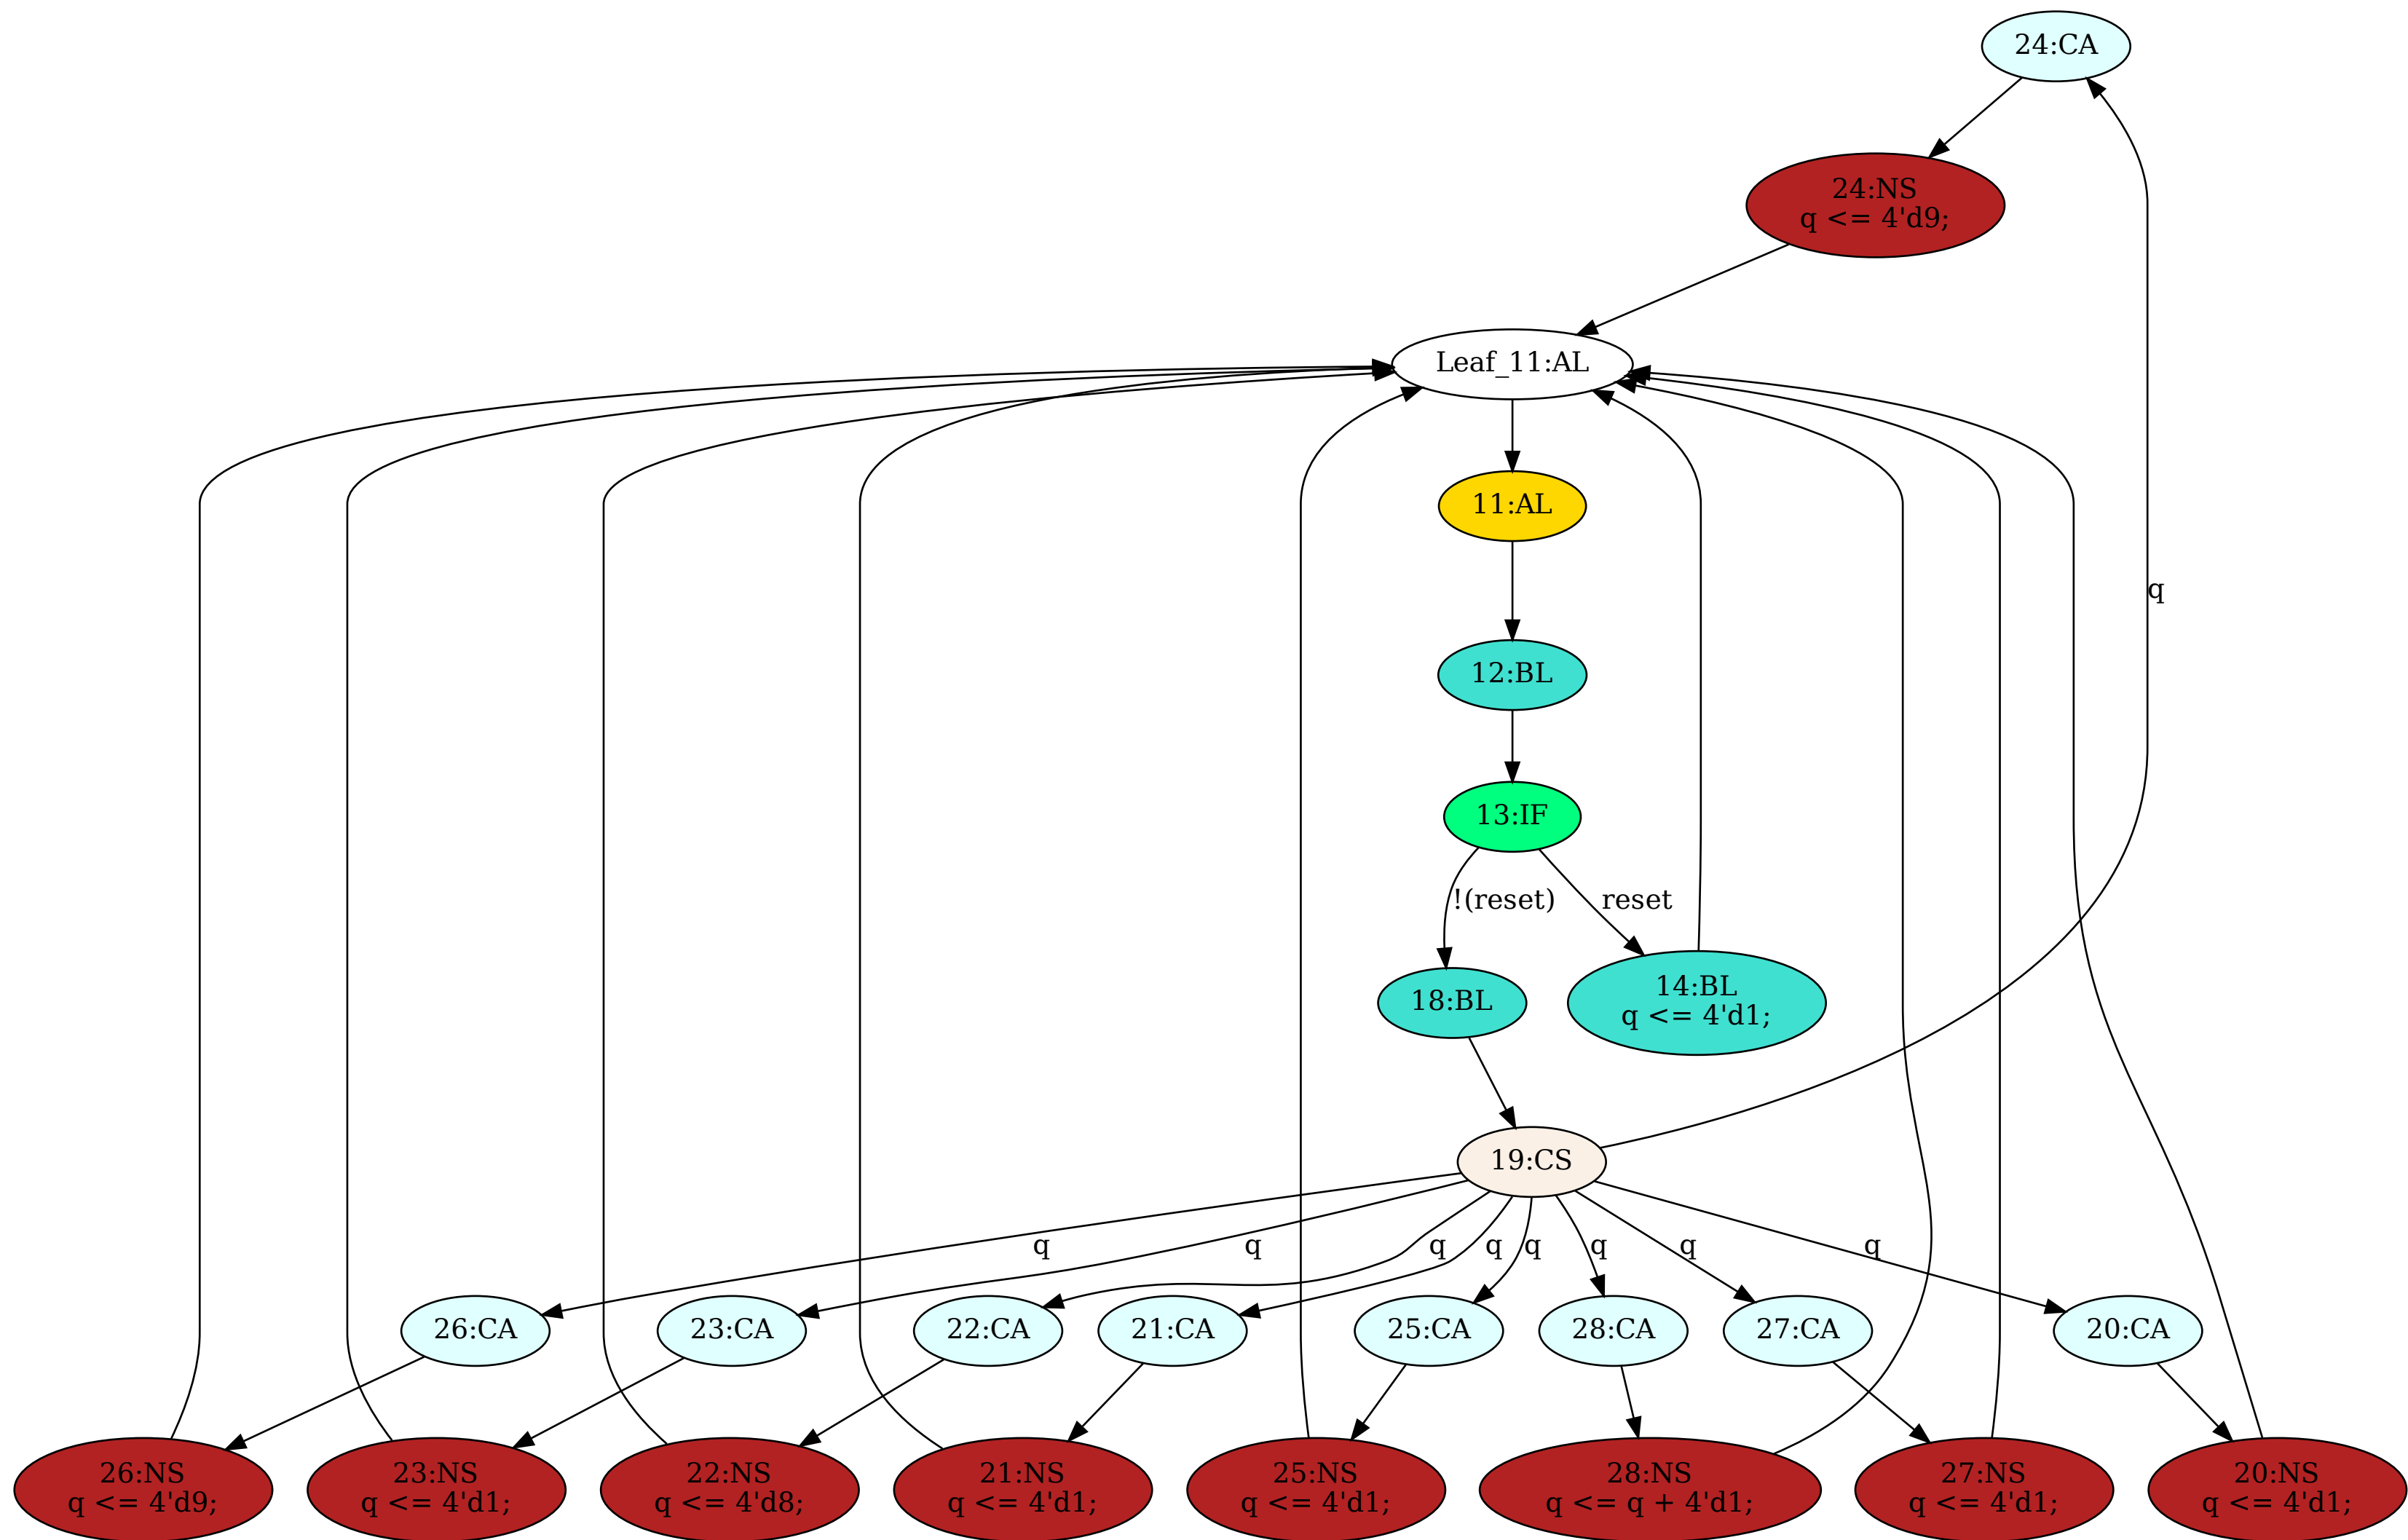 24:CA
24:NS
q <= 4'd9;
Leaf_11:AL
11:AL
q
12:BL
13:IF
!(reset)
reset
18:BL
14:BL
q <= 4'd1;
19:CS
q
q
q
q
q
q
q
q
26:CA
23:CA
22:CA
21:CA
25:CA
28:CA
27:CA
20:CA
26:NS
q <= 4'd9;
23:NS
q <= 4'd1;
22:NS
q <= 4'd8;
21:NS
q <= 4'd1;
25:NS
q <= 4'd1;
28:NS
q <= q + 4'd1;
27:NS
q <= 4'd1;
20:NS
q <= 4'd1;